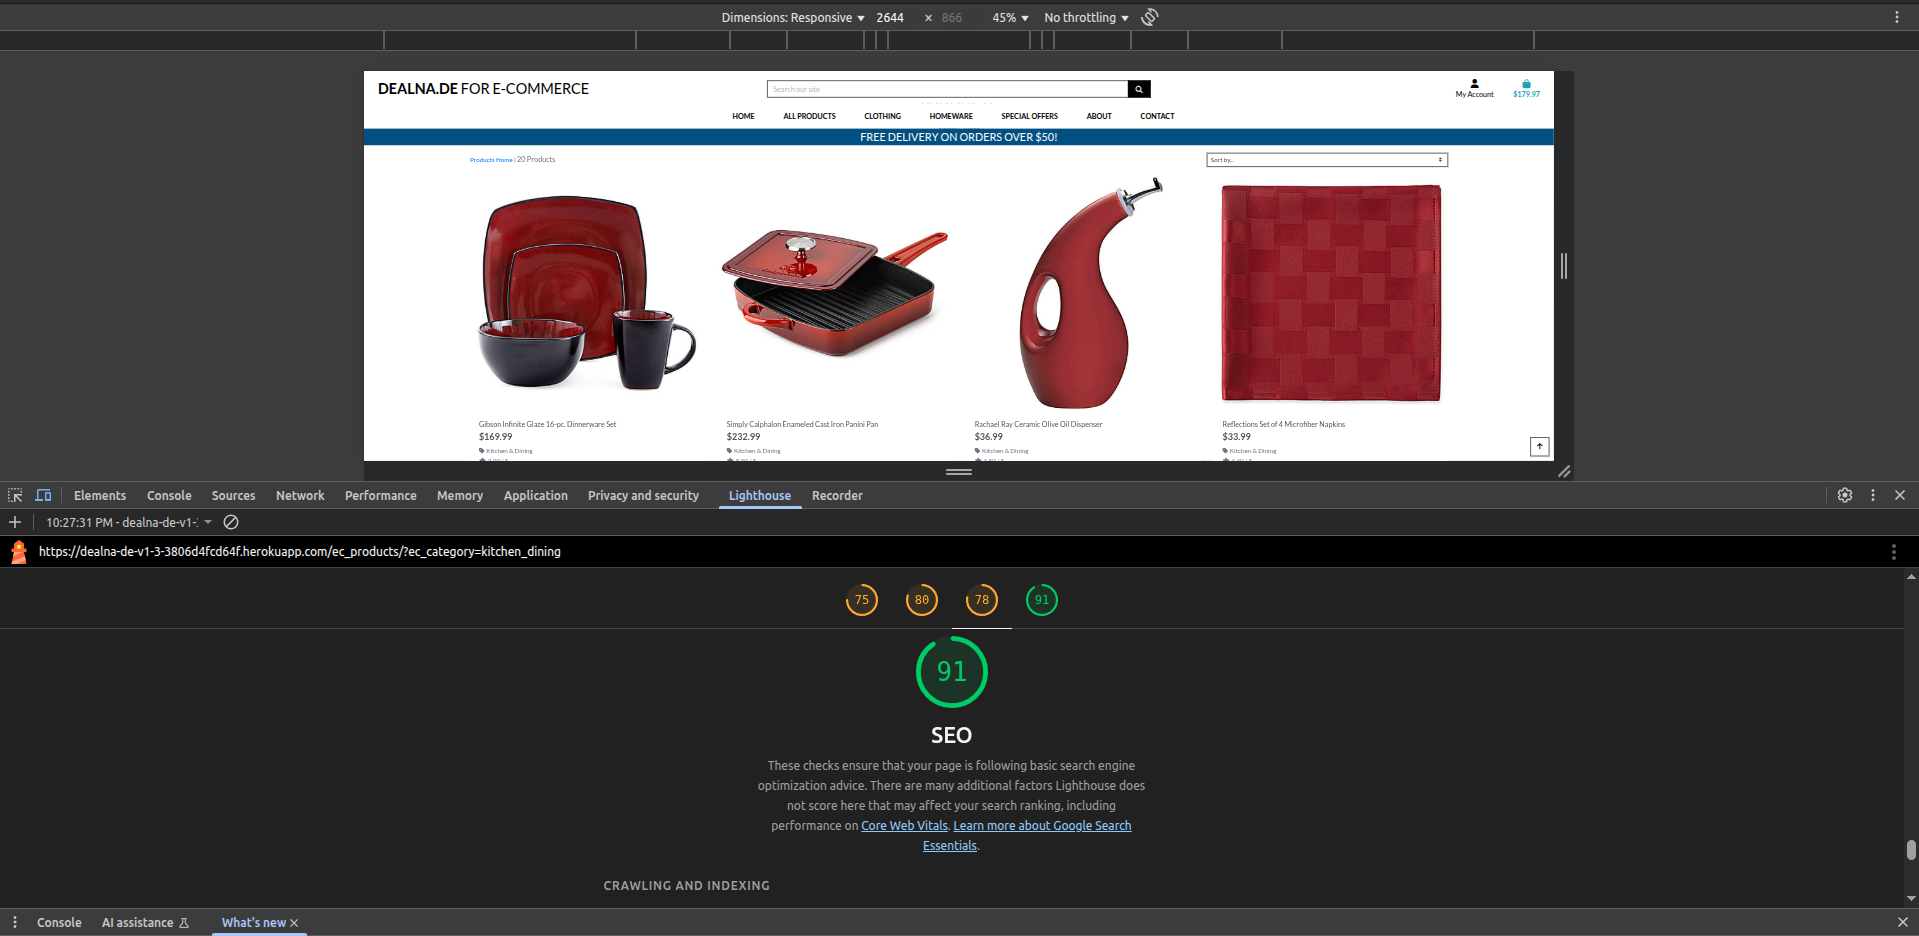 Dimensions: Responsive 2644 × 866 45% No throttling
DEALNA.DE FOR E-COMMERCE
Search our site
My Account
$179.97
HOME ALL PRODUCTS CLOTHING HOMEWARE SPECIAL OFFERS ABOUT CONTACT
FREE DELIVERY ON ORDERS OVER $50!
Products Home | 20 Products
Sort by...
Gibson Infinite Glaze 16-pc. Dinnerware Set
$169.99
Kitchen & Dining
Simply Calphalon Enameled Cast Iron Panini Pan
$232.99
Kitchen & Dining
Rachael Ray Ceramic Olive Oil Dispenser
$36.99
Kitchen & Dining
Reflections Set of 4 Microfiber Napkins
$33.99
Kitchen & Dining
Elements Console Sources Network Performance Memory Application Privacy and security Lighthouse Recorder
10:27:31 PM - dealna-de-v1-
https://dealna-de-v1-3-3806d4fcd64f.herokuapp.com/ec_products/?ec_category=kitchen_dining
75 80 78 91
91
SEO
These checks ensure that your page is following basic search engine
optimization advice. There are many additional factors Lighthouse does
not score here that may affect your search ranking, including
performance on Core Web Vitals. Learn more about Google Search
Essentials.
CRAWLING AND INDEXING
Console AI assistance What's new